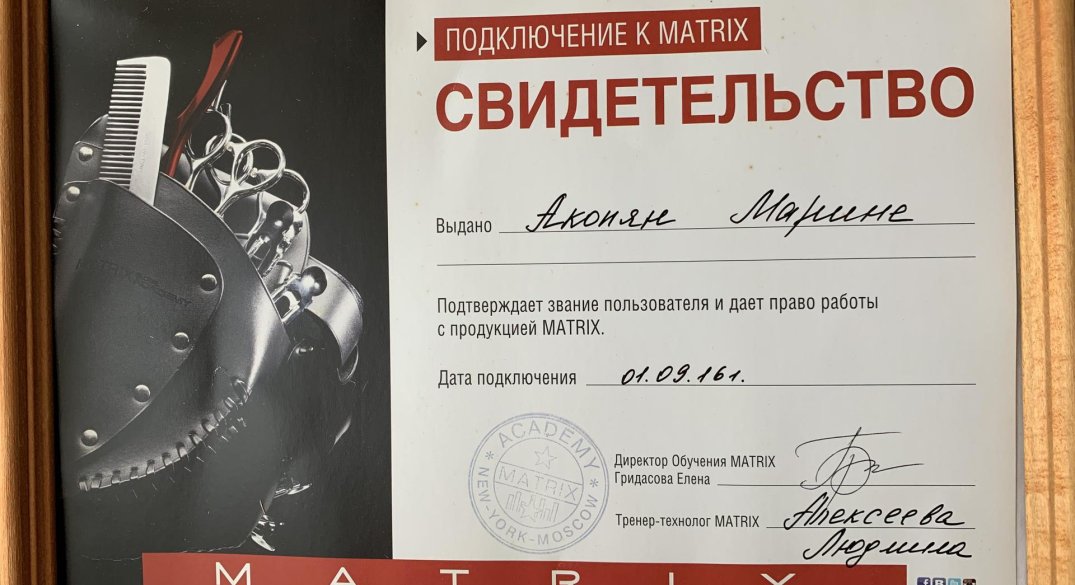 ПОДКЛЮЧЕНИЕ К MATRIX
СВИДЕТЕЛЬСТВО
Выдано Акопян Марине
Подтверждает звание пользователя и дает право работы
с продукцией MATRIX.
Дата подключения 01.09.16г.
ACADEMY
MATRIX
NEW-YORK-MOSCOW
Директор Обучения MATRIX
Гридасова Елена
Тренер-технолог MATRIX Алексеева
Людмила
MATRIX